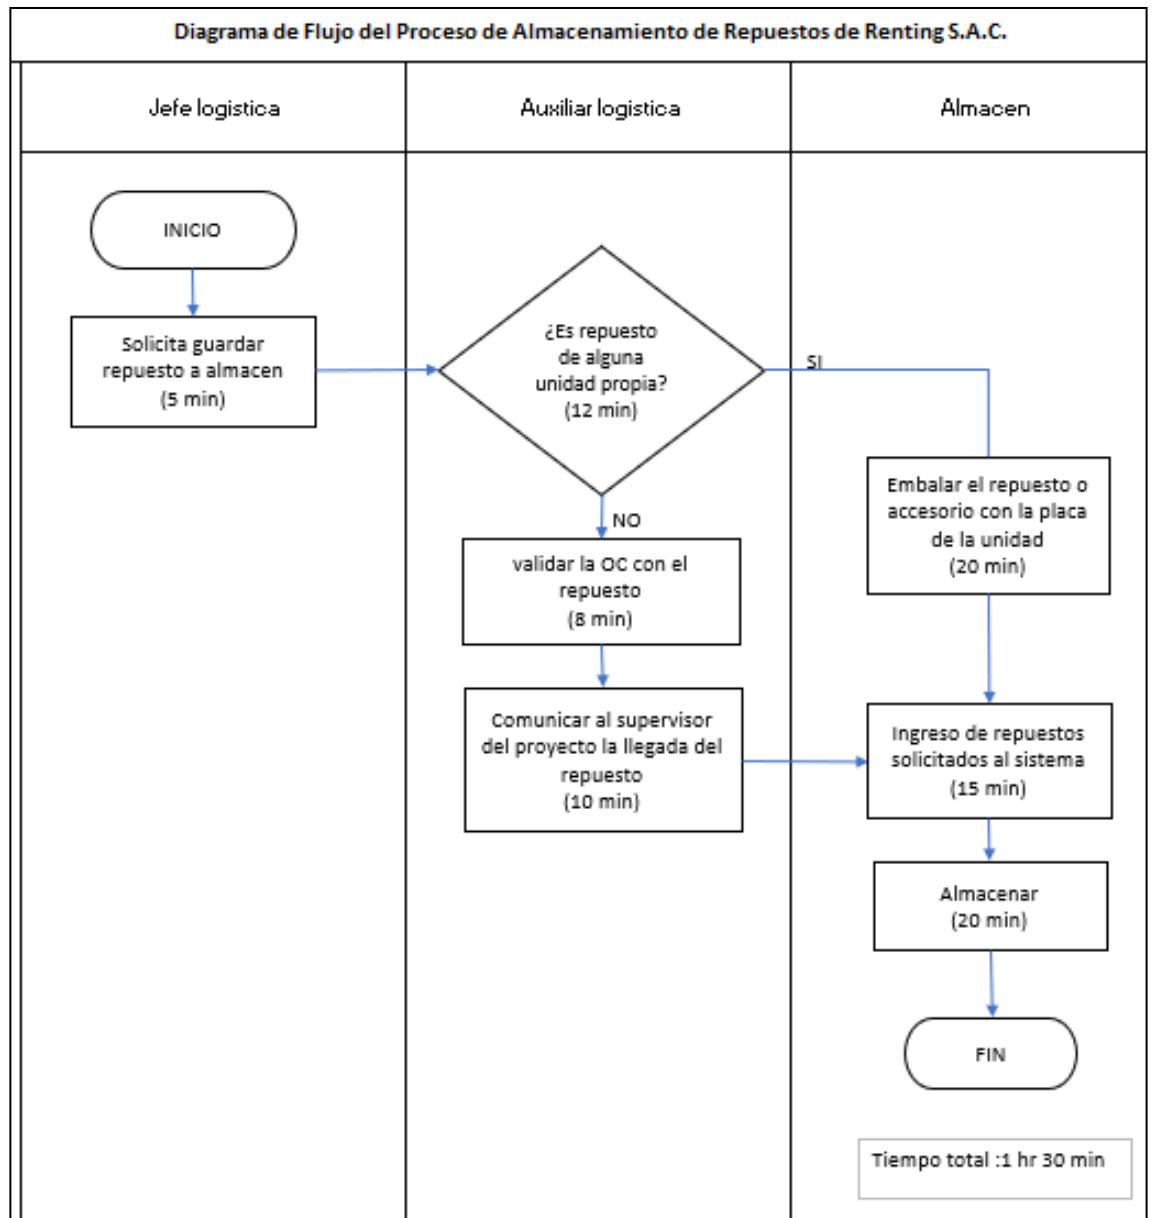 Diagrama de Flujo del Proceso de Almacenamiento de Repuestos de Renting S.A.C.
Jefe logistica
Auxiliar logistica
Almacen
INICIO
Solicita guardar
repuesto a almacen
(5 min)
¿Es repuesto
de alguna
unidad propia?
(12 min)
SI
NO
Embalar el repuesto o
accesorio con la placa
de la unidad
(20 min)
validar la OC con el
repuesto
(8 min)
Comunicar al supervisor
del proyecto la llegada del
repuesto
(10 min)
Ingreso de repuestos
solicitados al sistema
(15 min)
Almacenar
(20 min)
FIN
Tiempo total :1 hr 30 min